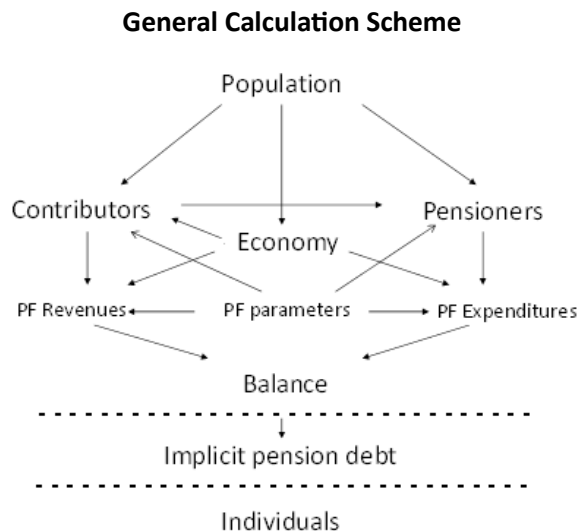 General Calculation Scheme
Population
Contributors
Pensioners
Economy
PF Revenues
PF parameters
PF Expenditures
Balance
Implicit pension debt
Individuals